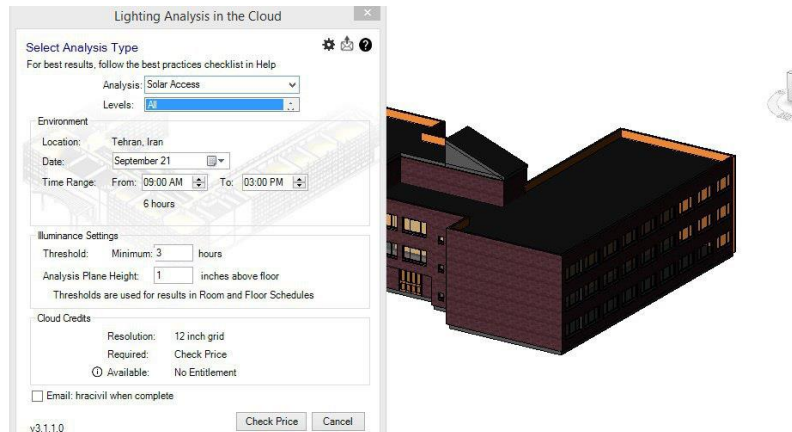 Lighting Analysis in the Cloud
Select Analysis Type
For best results, follow the best practices checklist in Help
Analysis: Solar Access
Levels: All
Environment
Location: Tehran, Iran
Date: September 21
Time Range: From: 09:00 AM To: 03:00 PM
6 hours
Illuminance Settings
Threshold: Minimum: 3 hours
Analysis Plane Height: 1 inches above floor
Thresholds are used for results in Room and Floor Schedules
Cloud Credits
Resolution: 12 inch grid
Required: Check Price
Available: No Entitlement
Email: hracivil when complete
v3.1.1.0 Check Price Cancel